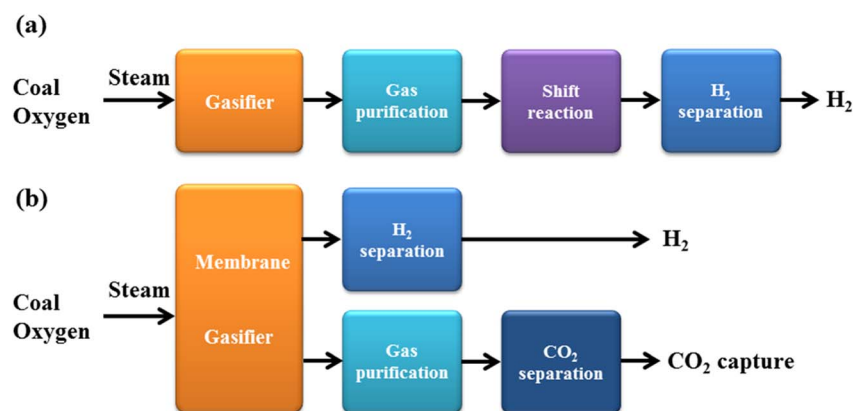 (a)
Steam
Coal
Oxygen
Gasifier
Gas
purification
Shift
reaction
H₂
separation
H₂
(b)
Steam
Coal
Oxygen
Membrane
Gasifier
H₂
separation
H₂
Gas
purification
CO₂
separation
CO₂ capture